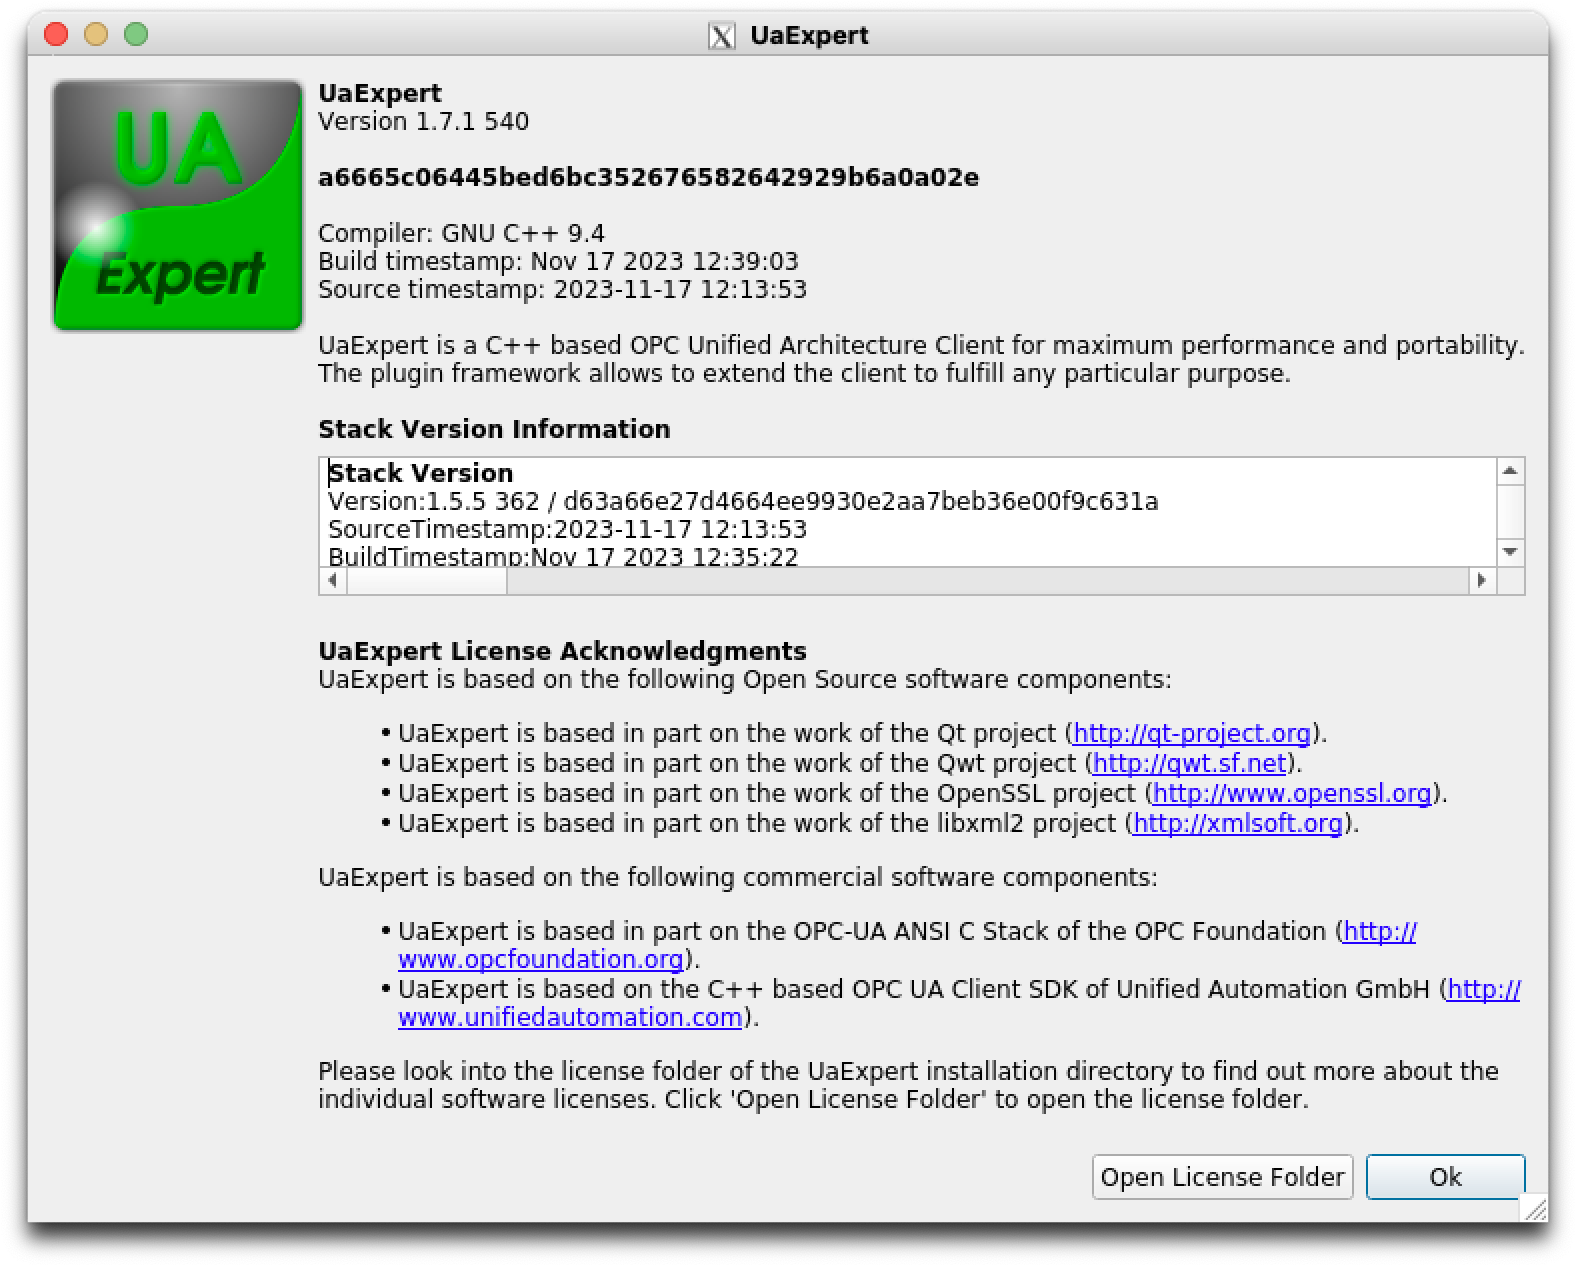 UaExpert
UA
Expert
UaExpert
Version 1.7.1 540
a6665c06445bed6bc352676582642929b6a0a02e
Compiler: GNU C++ 9.4
Build timestamp: Nov 17 2023 12:39:03
Source timestamp: 2023-11-17 12:13:53
UaExpert is a C++ based OPC Unified Architecture Client for maximum performance and portability.
The plugin framework allows to extend the client to fulfill any particular purpose.
Stack Version Information
Stack Version
Version:1.5.5 362 / d63a66e27d4664ee9930e2aa7beb36e00f9c631a
SourceTimestamp:2023-11-17 12:13:53
BuildTimestamp:Nov 17 2023 12:35:22
UaExpert License Acknowledgments
UaExpert is based on the following Open Source software components:
• UaExpert is based in part on the work of the Qt project (http://qt-project.org).
• UaExpert is based in part on the work of the Qwt project (http://qwt.sf.net).
• UaExpert is based in part on the work of the OpenSSL project (http://www.openssl.org).
• UaExpert is based in part on the work of the libxml2 project (http://xmlsoft.org).
UaExpert is based on the following commercial software components:
• UaExpert is based in part on the OPC-UA ANSI C Stack of the OPC Foundation (http://
www.opcfoundation.org).
• UaExpert is based on the C++ based OPC UA Client SDK of Unified Automation GmbH (http://
www.unifiedautomation.com).
Please look into the license folder of the UaExpert installation directory to find out more about the
individual software licenses. Click 'Open License Folder' to open the license folder.
Open License Folder
Ok